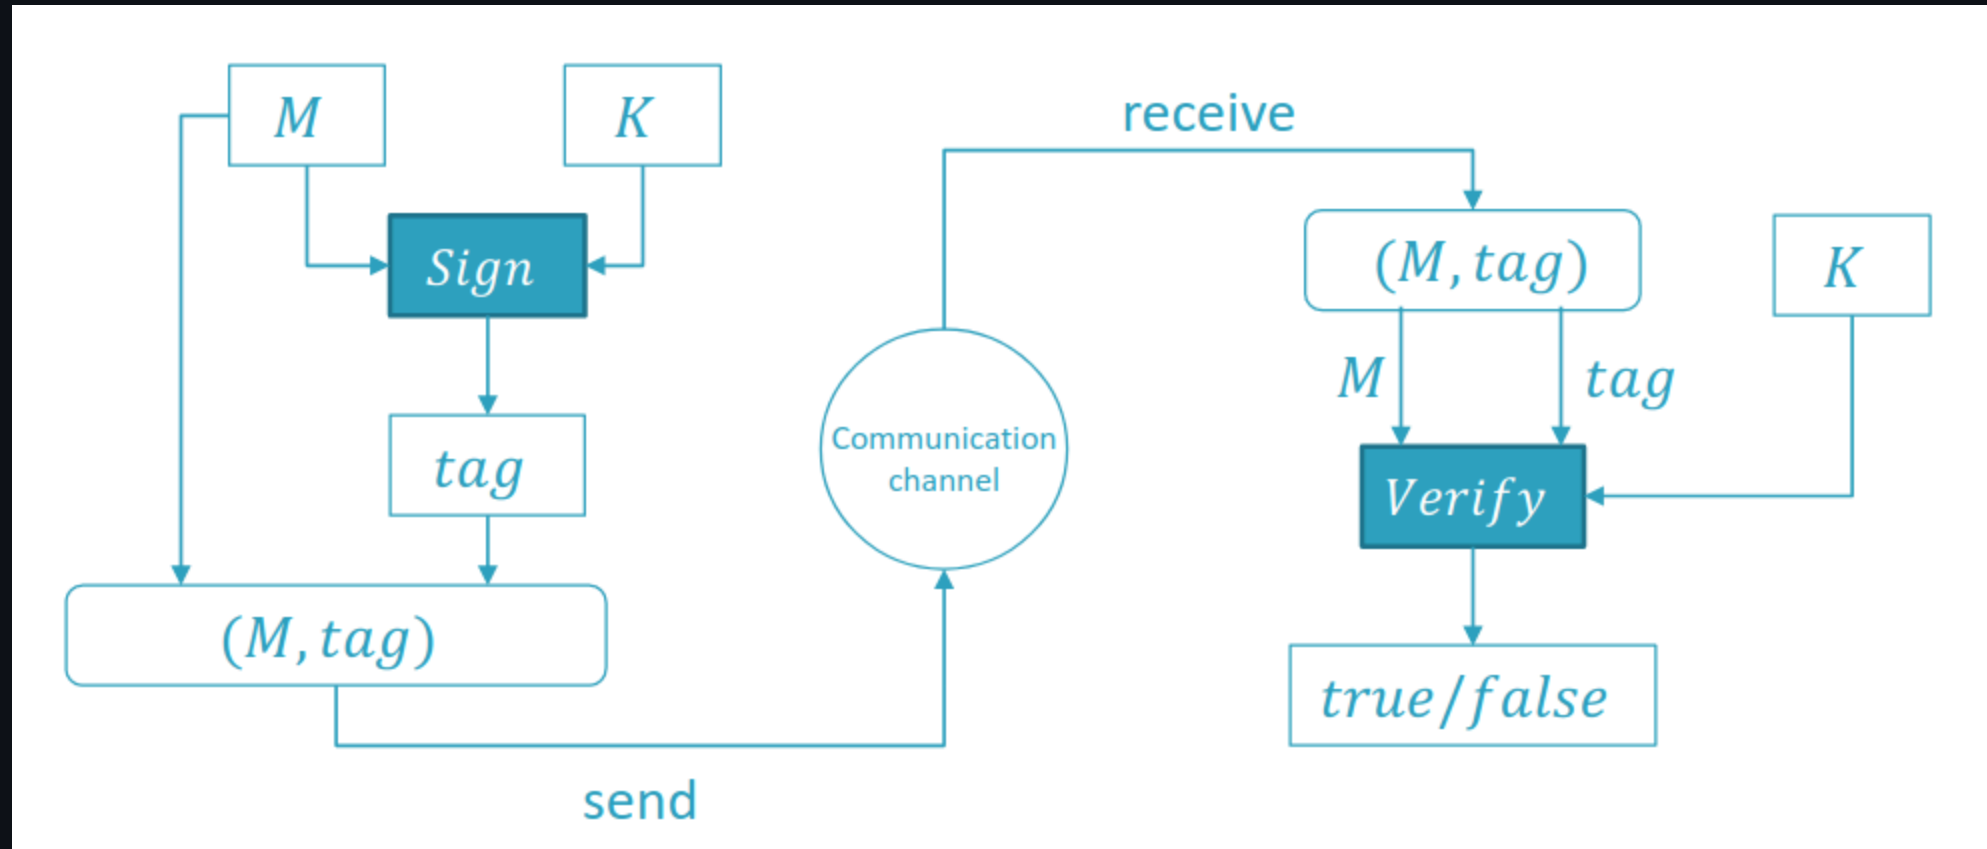 M
K
Sign
tag
(M, tag)
send
Communication
channel
receive
(M, tag)
K
M
tag
Verify
true/false